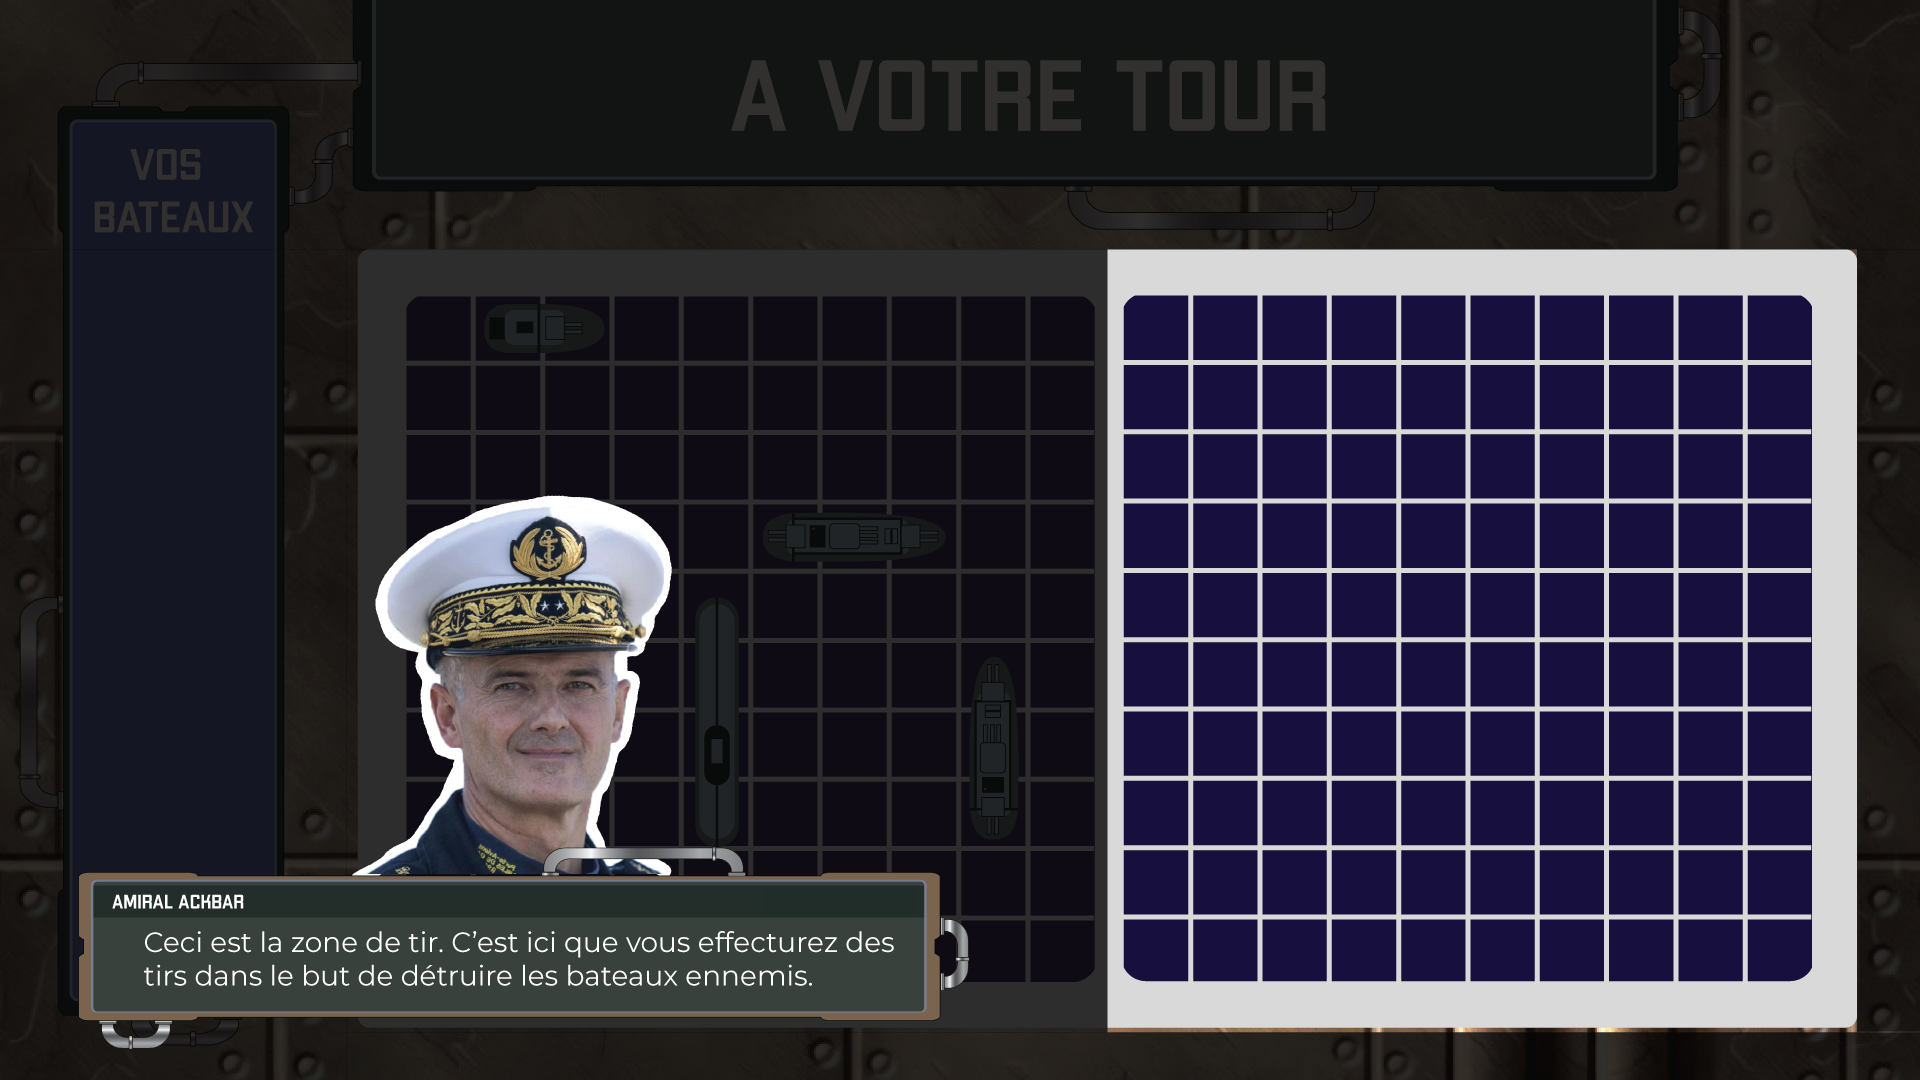 A VOTRE TOUR
VOS
BATEAUX
AMIRAL ACKBAR
Ceci est la zone de tir. C’est ici que vous effecturez des
tirs dans le but de détruire les bateaux ennemis.